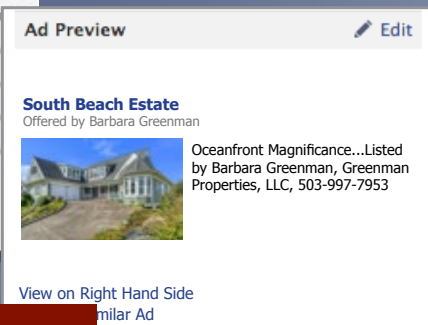 Ad Preview
Edit
South Beach Estate
Offered by Barbara Greenman
Oceanfront Magnificance...Listed
by Barbara Greenman, Greenman
Properties, LLC, 503-997-7953
View on Right Hand Side
Ad